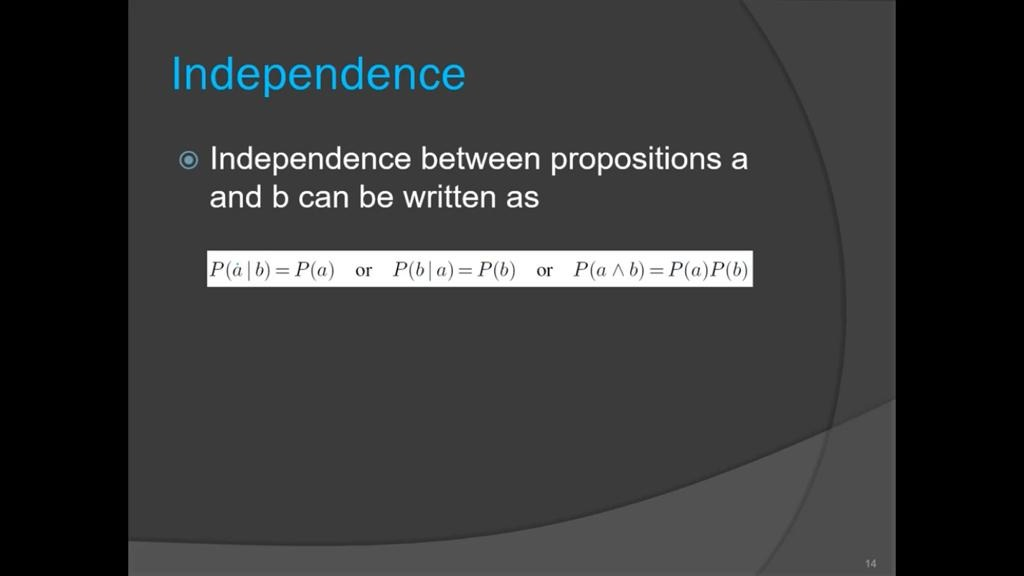 Independence
Independence between propositions a
and b can be written as
P(a | b) = P(a) or P(b | a) = P(b) or P(a ∧ b) = P(a)P(b)
14